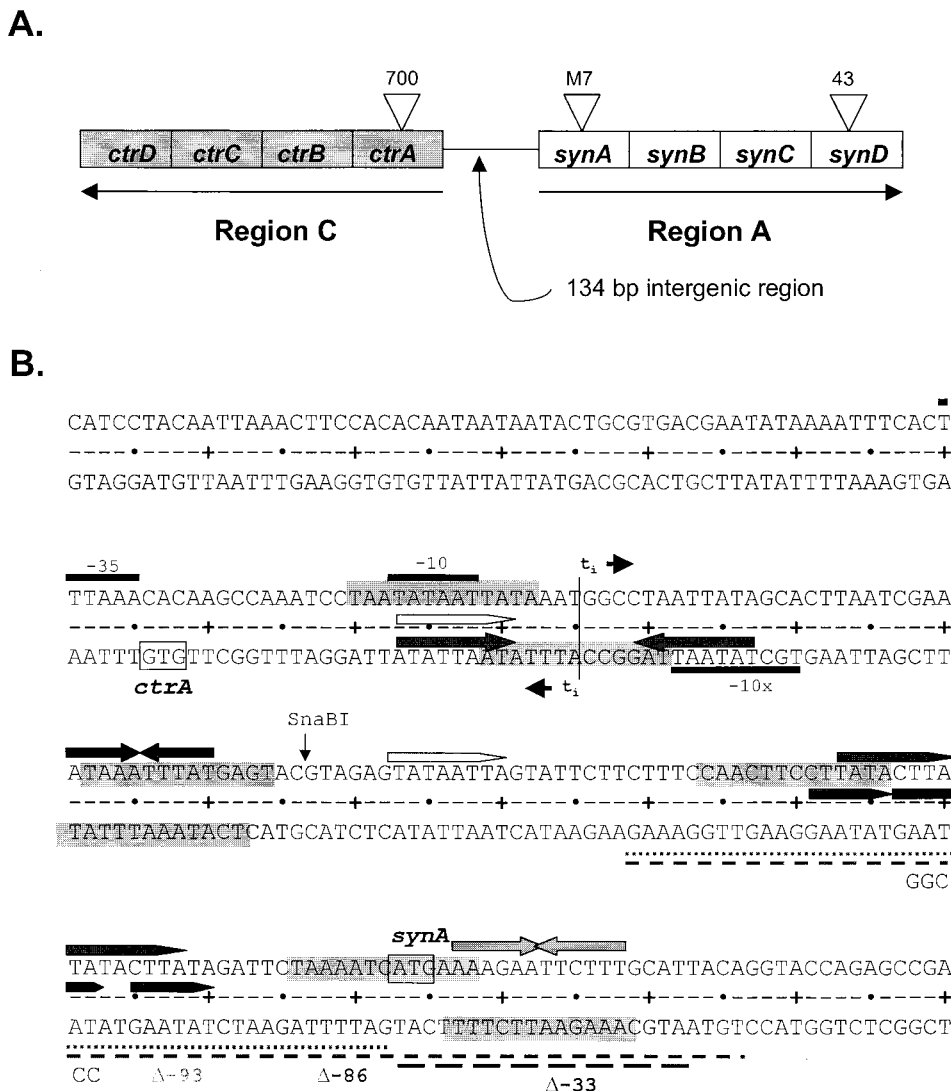 A.
700 M7 43
ctrD ctrC ctrB ctrA synA synB synC synD
Region C Region A
134 bp intergenic region
B.
CATCCTACAATTAAACTTCCACACAATAATAATACTGCGTGACGAATATAAAATTTCACT
GTAGGATGTTAATTTGAAGGTGTGTTATTATTATGACGCACTGCTTATATTTTAAAGTGA
-35 -10 ti
TTAAACACAAGCCAAATCCTAATATAATTATAAATGGCCTAATTATAGCACTTAATCGAA
AATTTGTGTTCGGTTTAGGATTATATTAATATTTACCGGATTAATATCGTGAATTAGCTT
ctrA ti -10x
SnaBI
ATAAATTTATGAGTACGTAGAGTATAATTAGTATTCTTCTTTCCAACTTCCTTATACTTA
TATTTAAATACTCATGCATCTCATATTAATCATAAGAAGAAAGGTTGAAGGAATATGAAT
GGC
synA
TATACTTATAGATTCTAAAATCATGAAAAGAATTCTTTGCATTACAGGTACCAGAGCCGA
ATATGAATATCTAAGATTTTAGTACTTTTCTTAAGAAACGTAATGTCCATGGTCTCGGCT
CC Δ-93 Δ-86 Δ-33